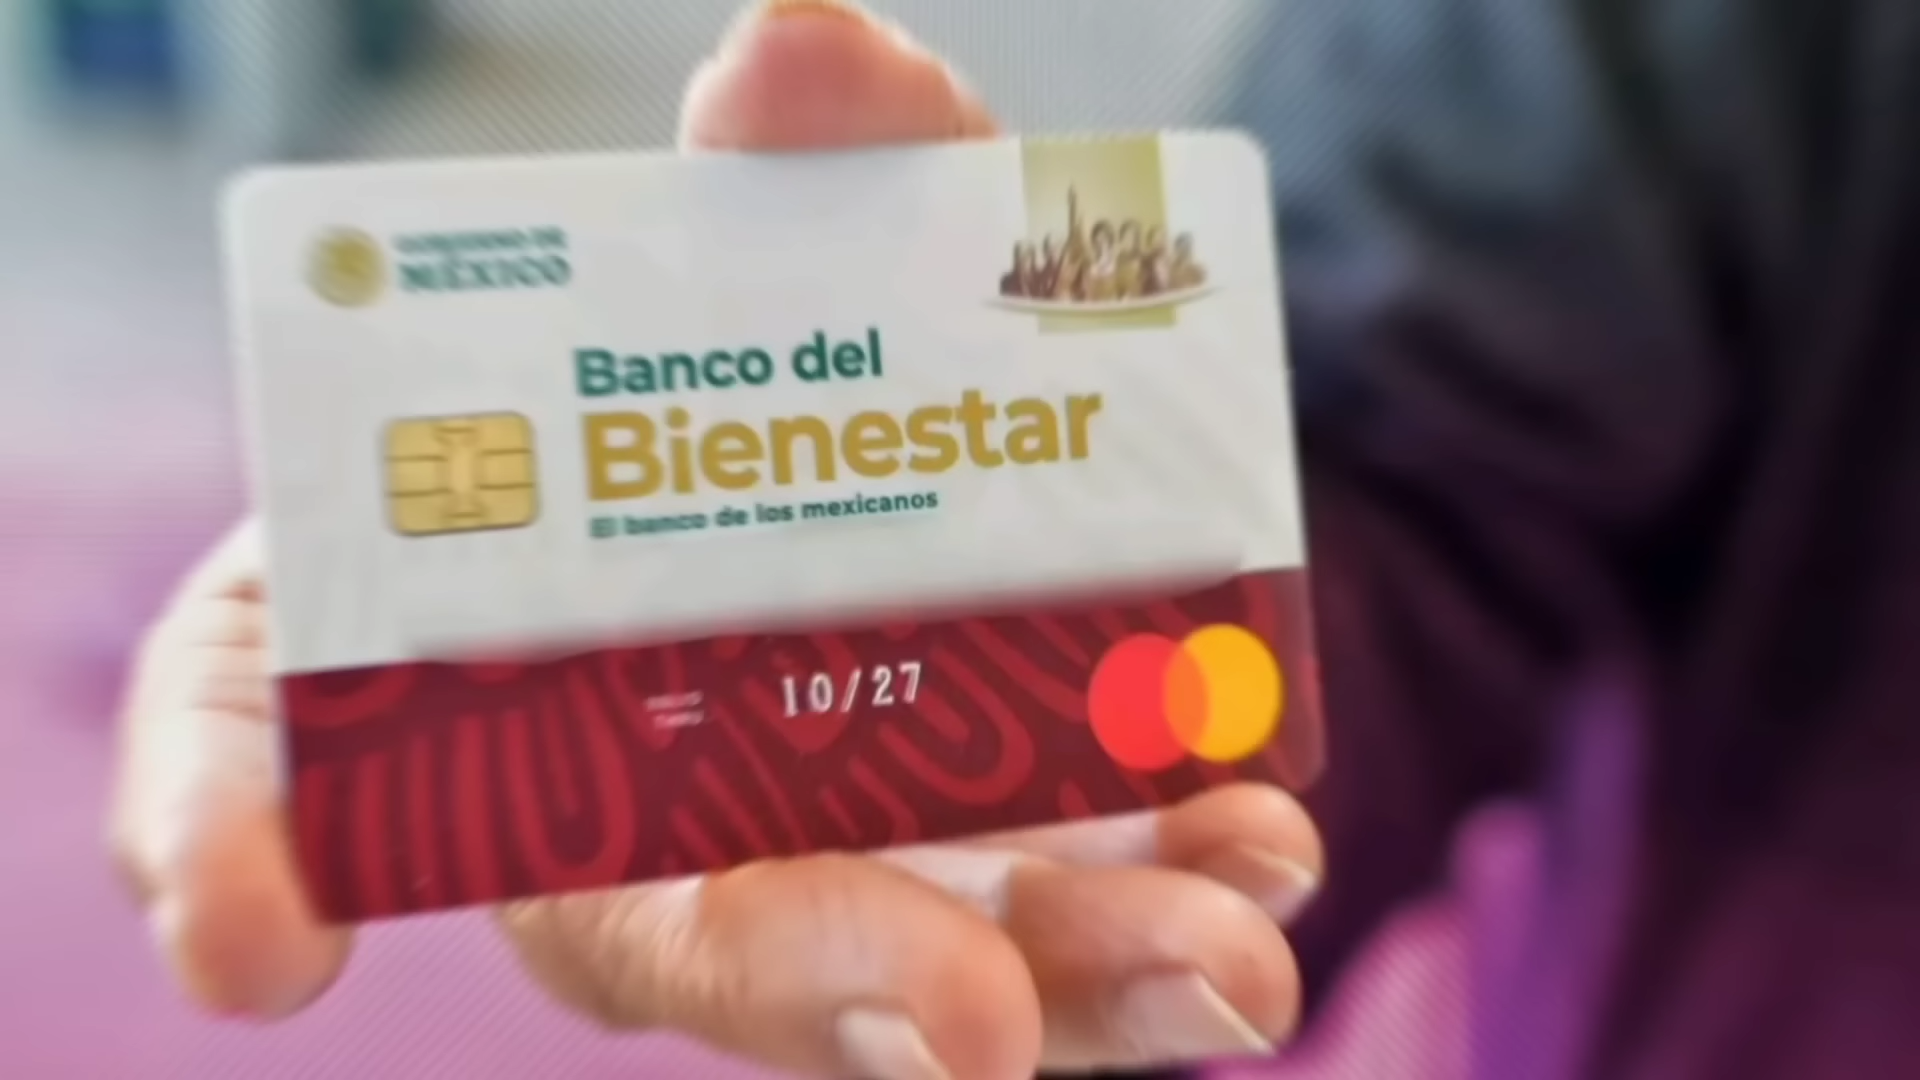 GOBIERNO DE
MÉXICO
Banco del
Bienestar
El banco de los mexicanos
10/27